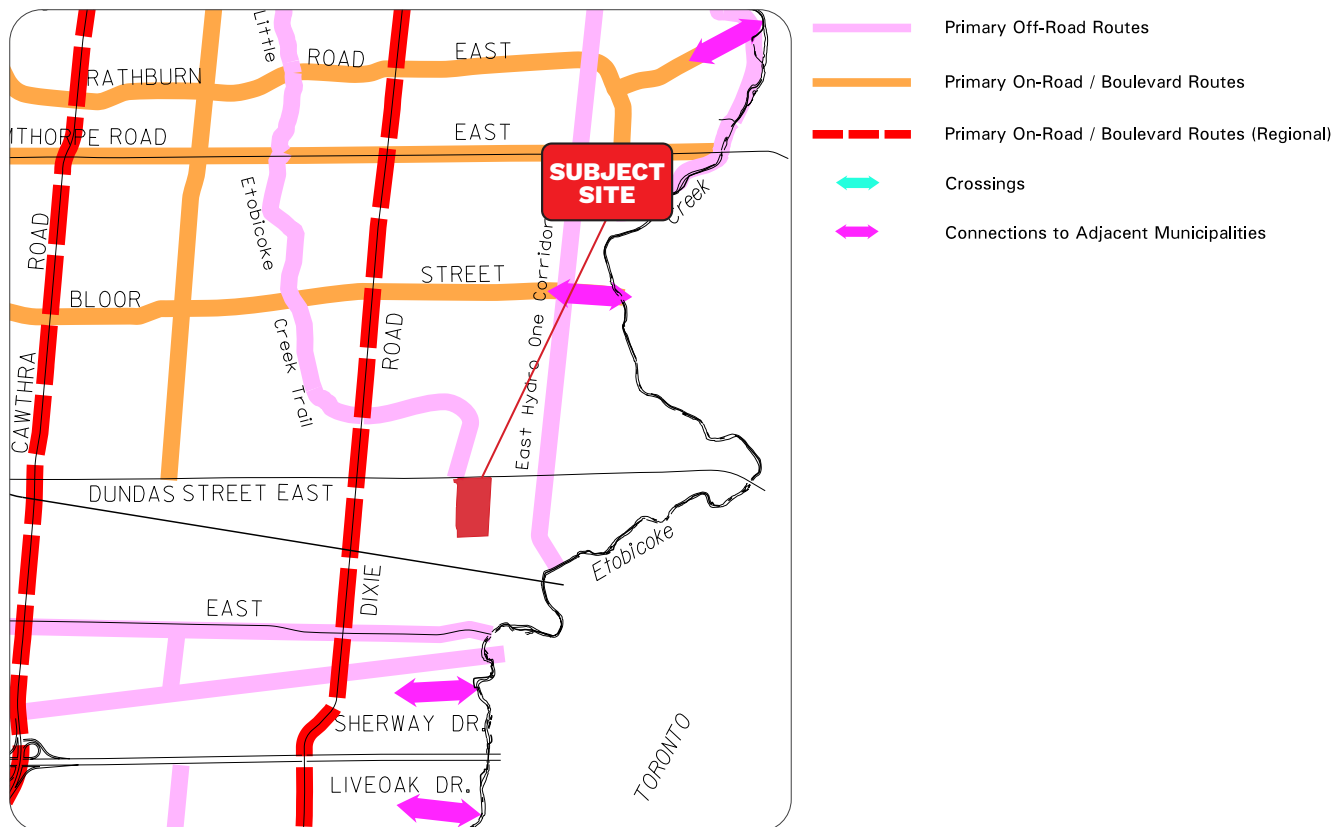 Little
RATHBURN ROAD EAST
MTHORPE ROAD EAST
SUBJECT
SITE
Creek
Etobicoke
ROAD
STREET
BLOOR
East Hydro One Corridor
Creek Trail
ROAD
CAWTHRA
DUNDAS STREET EAST
Etobicoke
DIXIE
EAST
SHERWAY DR.
TORONTO
LIVEOAK DR.
Primary Off-Road Routes
Primary On-Road / Boulevard Routes
Primary On-Road / Boulevard Routes (Regional)
Crossings
Connections to Adjacent Municipalities